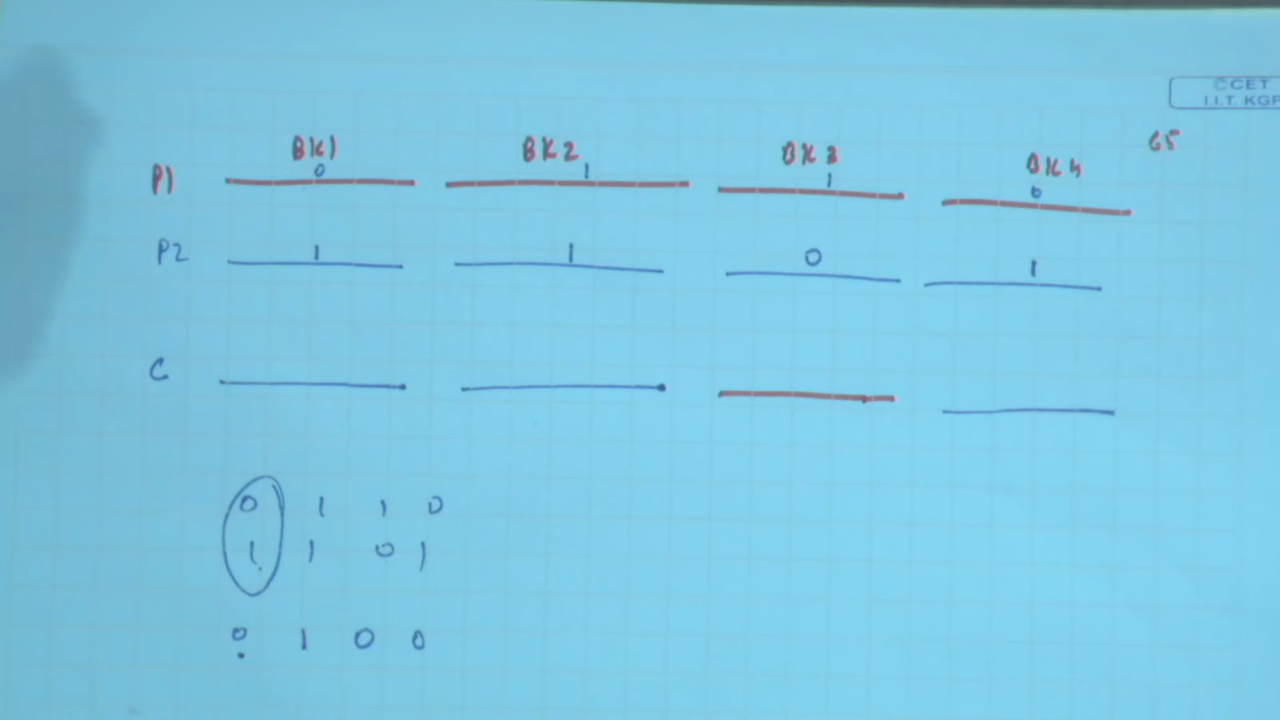 ©CET
I.I.T. KGP
65
BK1 BK2 BK3 BK4
P1 0 1 1 0
P2 1 1 0 1
C
0 1 1 0
1 1 0 1
0 1 0 0